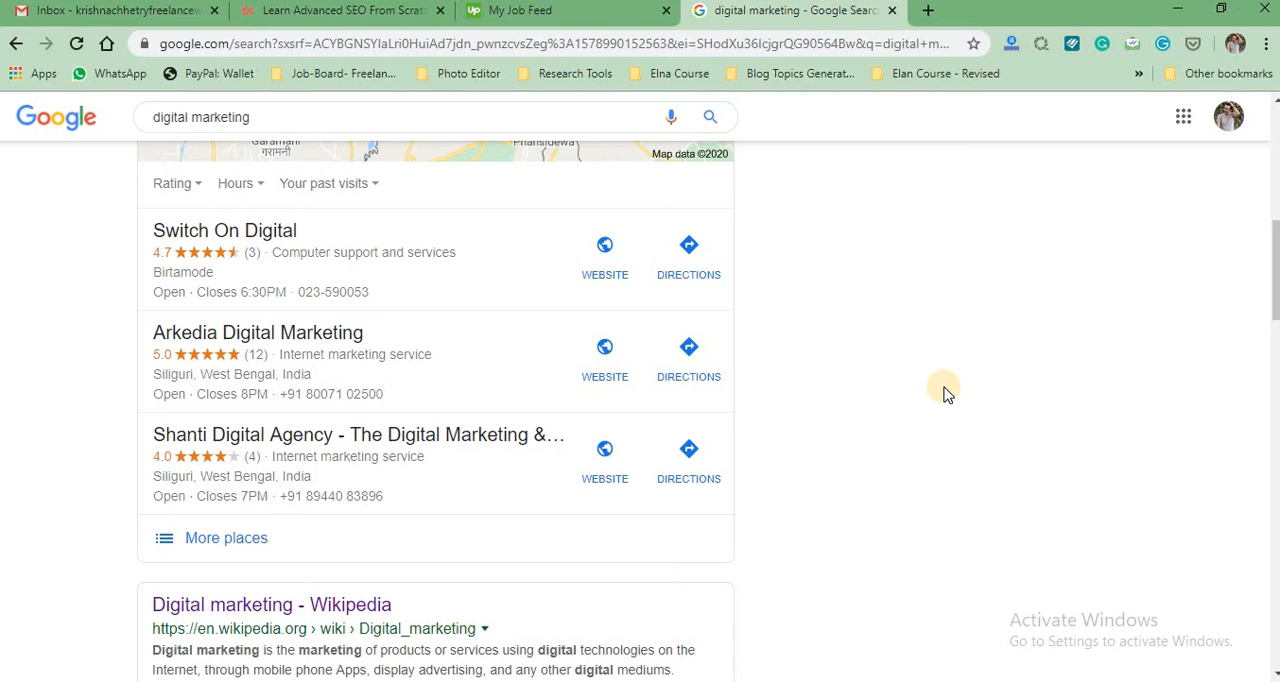 Inbox - krishnachhetryfreelancew
Learn Advanced SEO From Scratc
Up My Job Feed
digital marketing - Google Searc
google.com/search?sxsrf=ACYBGNSYIaLri0HuAd7jdn_pwnzcvsZeg%3A1578990152563&ei=SHodXu36IcjgrQG90564Bw&q=digital+m...
Apps
WhatsApp
PayPal: Wallet
Job-Board- Freelan...
Photo Editor
Research Tools
Elna Course
Blog Topics Generat...
Elan Course - Revised
»
Other bookmarks
Google
digital marketing
Garamani
गरामनी
Phansidewa
Map data ©2020
Rating
Hours
Your past visits
Switch On Digital
4.7 (3) · Computer support and services
Birtamode
Open · Closes 6:30PM · 023-590053
WEBSITE
DIRECTIONS
Arkedia Digital Marketing
5.0 (12) · Internet marketing service
Siliguri, West Bengal, India
Open · Closes 8PM · +91 80071 02500
WEBSITE
DIRECTIONS
Shanti Digital Agency - The Digital Marketing &...
4.0 (4) · Internet marketing service
Siliguri, West Bengal, India
Open · Closes 7PM · +91 89440 83896
WEBSITE
DIRECTIONS
More places
Digital marketing - Wikipedia
https://en.wikipedia.org › wiki › Digital_marketing
Digital marketing is the marketing of products or services using digital technologies on the
Internet, through mobile phone Apps, display advertising, and any other digital mediums.
Activate Windows
Go to Settings to activate Windows.